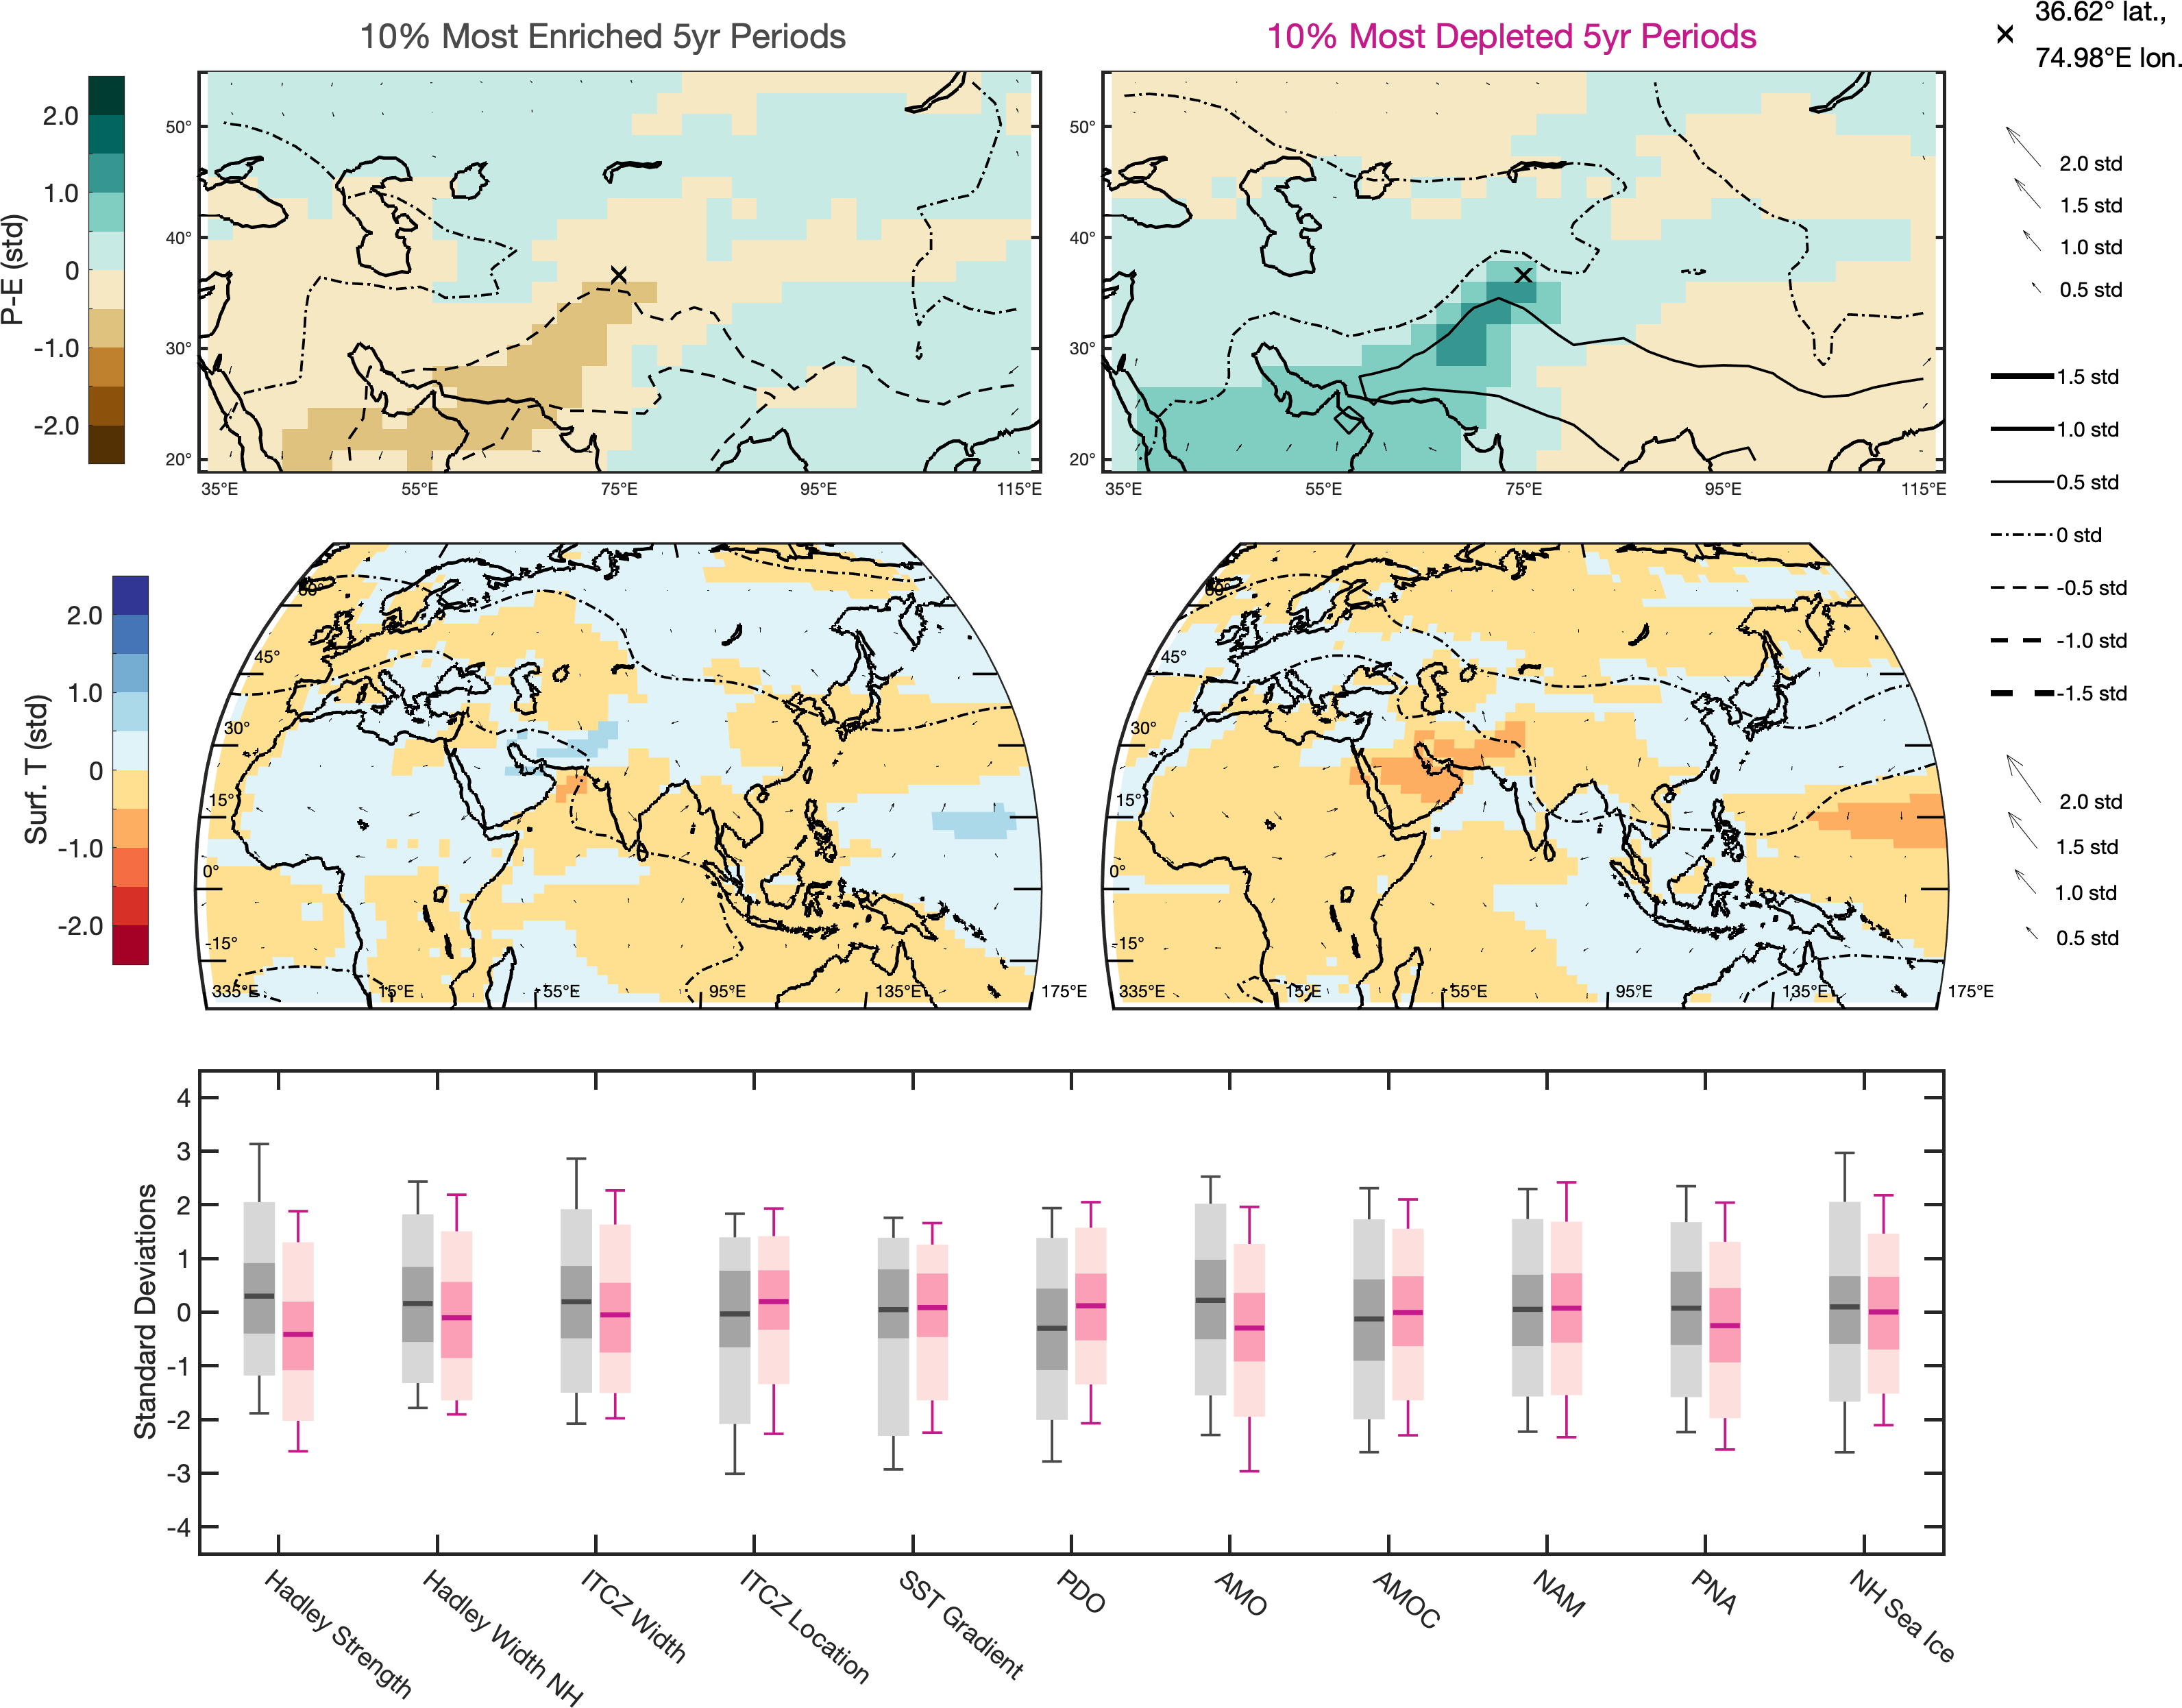 10% Most Enriched 5yr Periods
10% Most Depleted 5yr Periods
36.62° lat.,
74.98°E lon.
P-E (std)
2.0
1.0
0
-1.0
-2.0
50°
40°
30°
20°
35°E
55°E
75°E
95°E
115°E
50°
40°
30°
20°
35°E
55°E
75°E
95°E
115°E
2.0 std
1.5 std
1.0 std
0.5 std
1.5 std
1.0 std
0.5 std
0 std
-0.5 std
-1.0 std
-1.5 std
Surf. T (std)
2.0
1.0
0
-1.0
-2.0
60°
45°
30°
15°
0°
-15°
335°E
15°E
55°E
95°E
135°E
175°E
60°
45°
30°
15°
0°
-15°
335°E
15°E
55°E
95°E
135°E
175°E
2.0 std
1.5 std
1.0 std
0.5 std
Standard Deviations
4
3
2
1
0
-1
-2
-3
-4
Hadley Strength
Hadley Width NH
ITCZ Width
ITCZ Location
SST Gradient
PDO
AMO
AMOC
NAM
PNA
NH Sea Ice